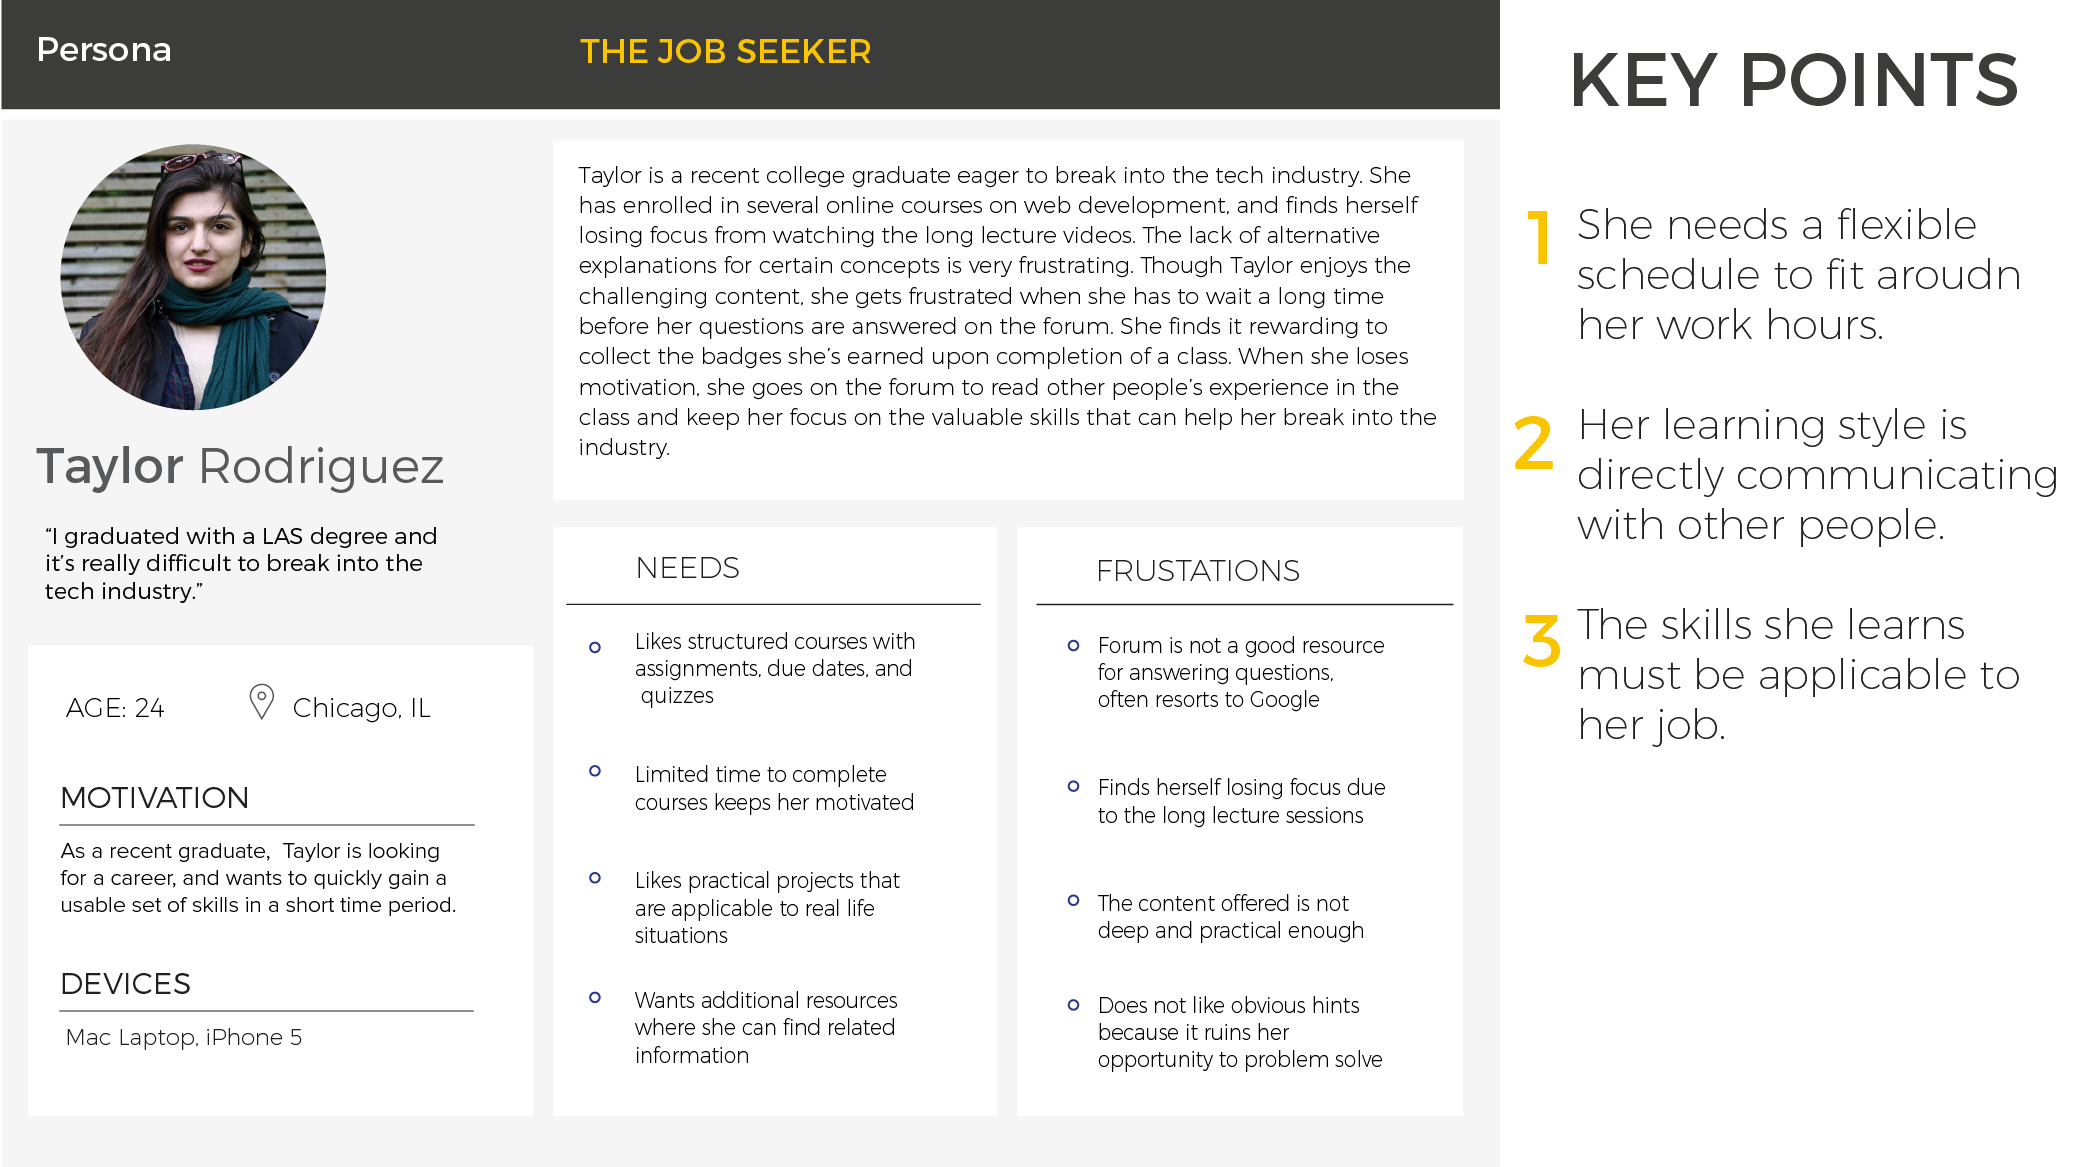 Persona
THE JOB SEEKER
Taylor Rodriguez
“I graduated with a LAS degree and
it’s really difficult to break into the
tech industry.”
AGE: 24
Chicago, IL
MOTIVATION
As a recent graduate, Taylor is looking
for a career, and wants to quickly gain a
usable set of skills in a short time period.
DEVICES
Mac Laptop, iPhone 5
Taylor is a recent college graduate eager to break into the tech industry. She
has enrolled in several online courses on web development, and finds herself
losing focus from watching the long lecture videos. The lack of alternative
explanations for certain concepts is very frustrating. Though Taylor enjoys the
challenging content, she gets frustrated when she has to wait a long time
before her questions are answered on the forum. She finds it rewarding to
collect the badges she’s earned upon completion of a class. When she loses
motivation, she goes on the forum to read other people’s experience in the
class and keep her focus on the valuable skills that can help her break into the
industry.
NEEDS
Likes structured courses with
assignments, due dates, and
quizzes
Limited time to complete
courses keeps her motivated
Likes practical projects that
are applicable to real life
situations
Wants additional resources
where she can find related
information
FRUSTATIONS
Forum is not a good resource
for answering questions,
often resorts to Google
Finds herself losing focus due
to the long lecture sessions
The content offered is not
deep and practical enough
Does not like obvious hints
because it ruins her
opportunity to problem solve
KEY POINTS
1 She needs a flexible
schedule to fit aroudn
her work hours.
2 Her learning style is
directly communicating
with other people.
3 The skills she learns
must be applicable to
her job.